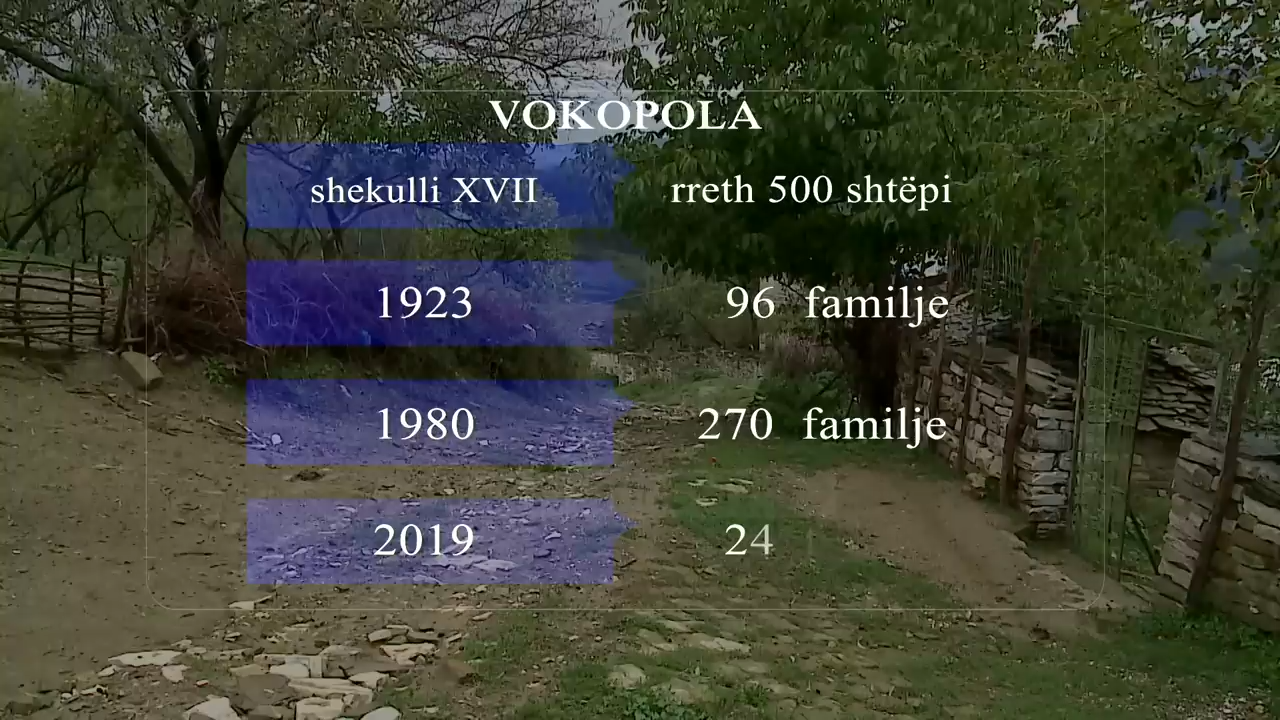 VOKOPOLA
shekulli XVII rreth 500 shtëpi
1923 96 familje
1980 270 familje
2019 24